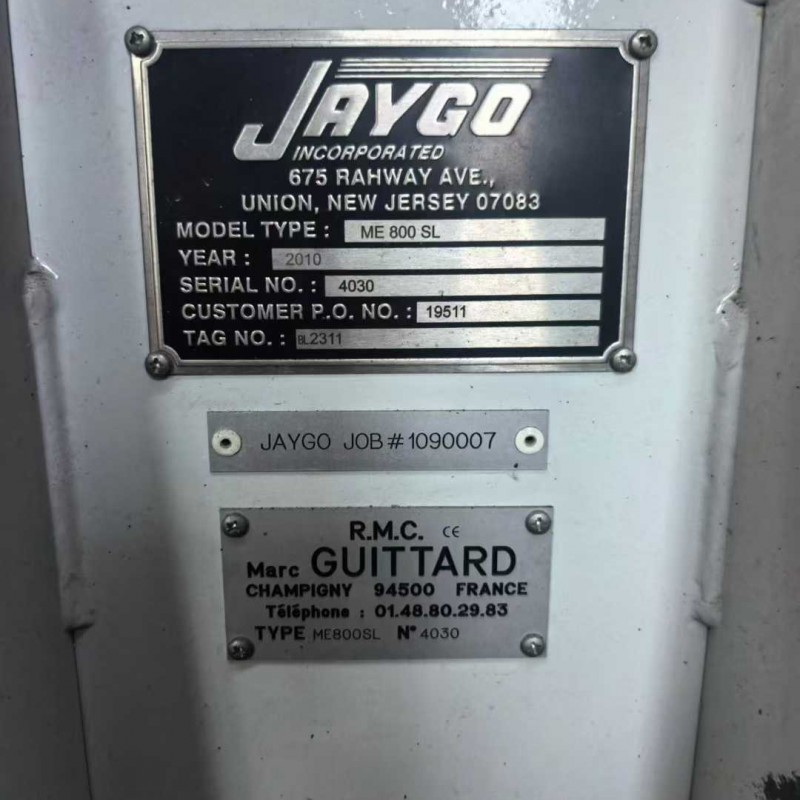 JAYGO
INCORPORATED
675 RAHWAY AVE.,
UNION, NEW JERSEY 07083
MODEL TYPE : ME 800 SL
YEAR : 2010
SERIAL NO. : 4030
CUSTOMER P.O. NO. : 19511
TAG NO. : BL2311
JAYGO JOB # 1090007
R.M.C. CE
Marc GUITTARD
CHAMPIGNY 94500 FRANCE
Téléphone : 01.48.80.29.83
TYPE ME800SL N° 4030